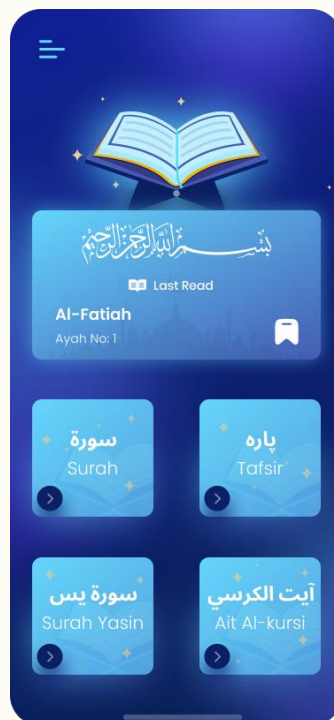 بسم الله الرحمن الرحيم
Last Read
Al-Fatiah
Ayah No: 1
سورة
Surah
پاره
Tafsir
سورة يس
Surah Yasin
آيت الكرسي
Ait Al-kursi